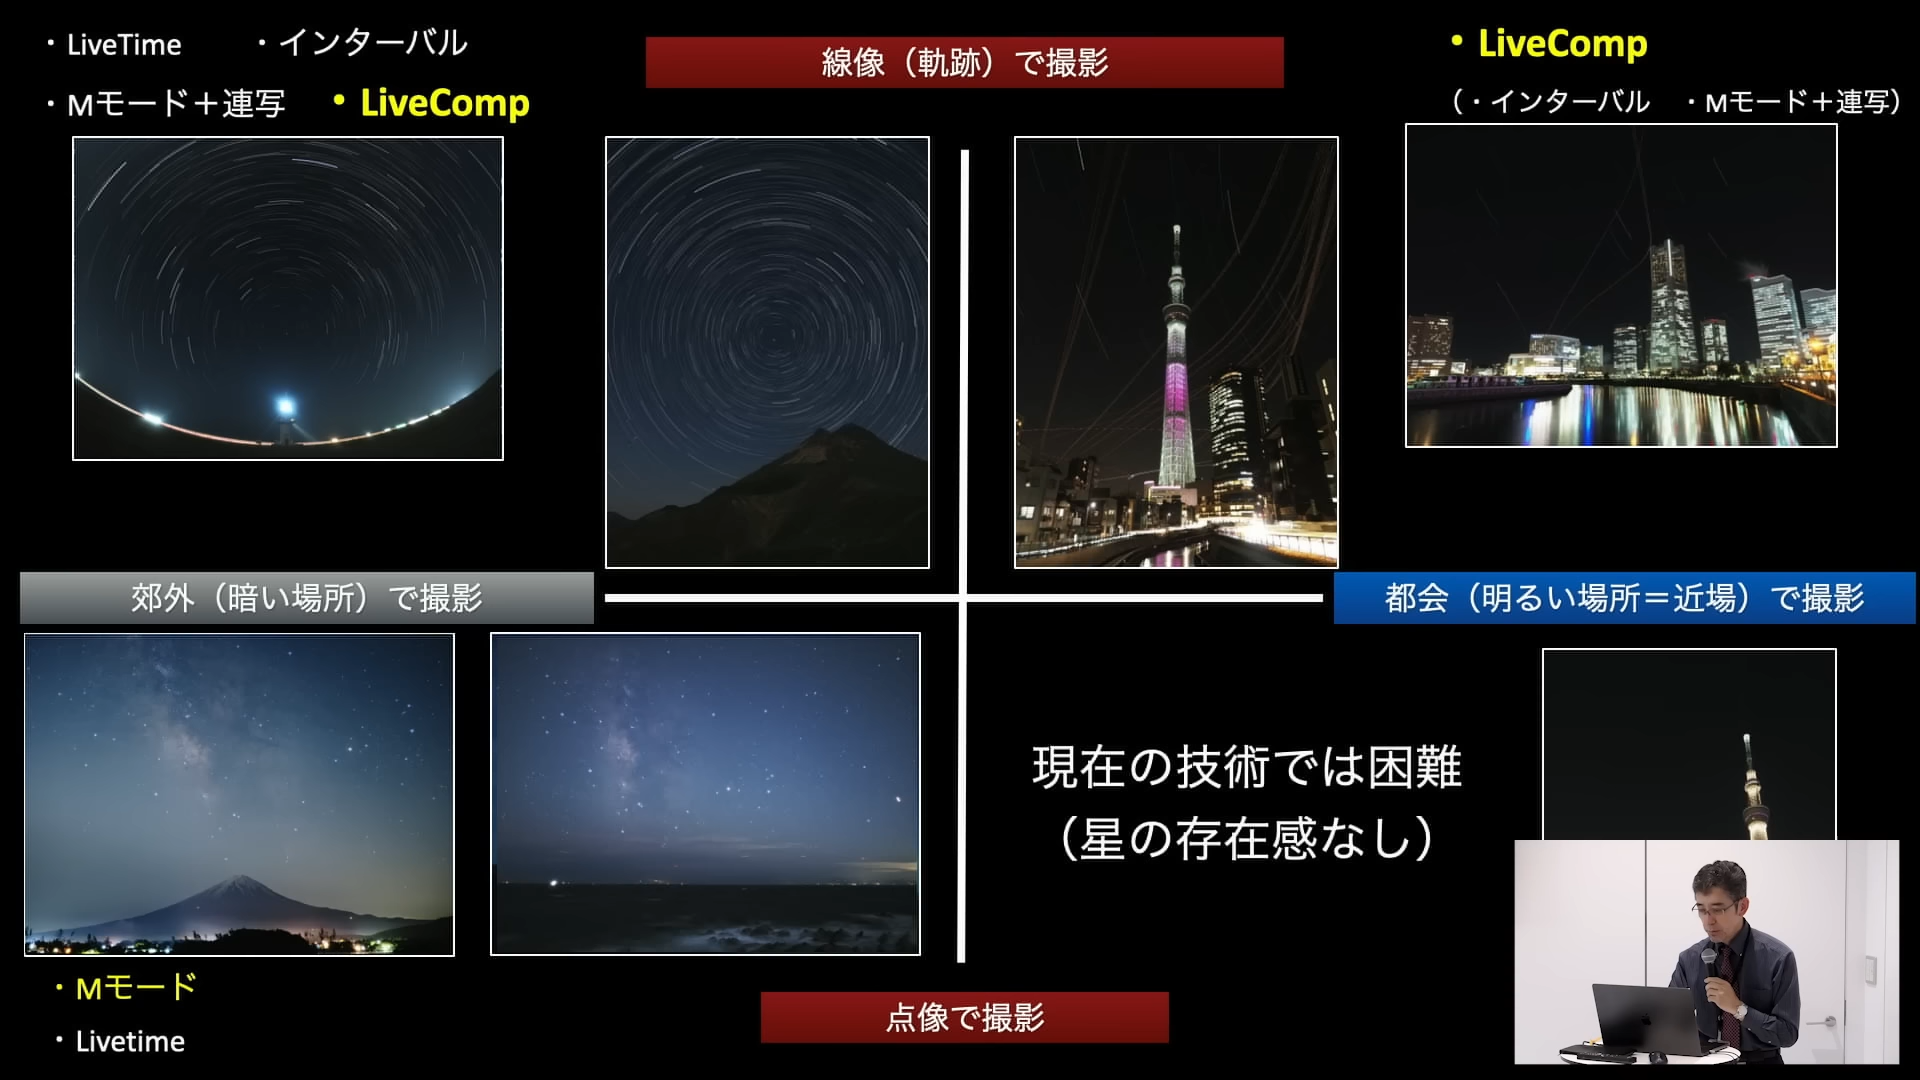 ・LiveTime　　・インターバル
・Mモード＋連写　・LiveComp
線像（軌跡）で撮影
・LiveComp
（・インターバル　・Mモード＋連写）
郊外（暗い場所）で撮影
都会（明るい場所＝近場）で撮影
現在の技術では困難
（星の存在感なし）
・Mモード
・Livetime
点像で撮影